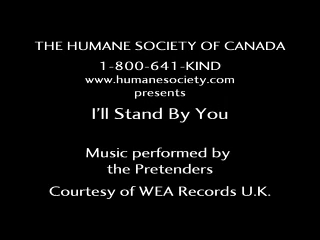 THE HUMANE SOCIETY OF CANADA
1-800-641-KIND
www.humanesociety.com
presents
I'll Stand By You
Music performed by
the Pretenders
Courtesy of WEA Records U.K.